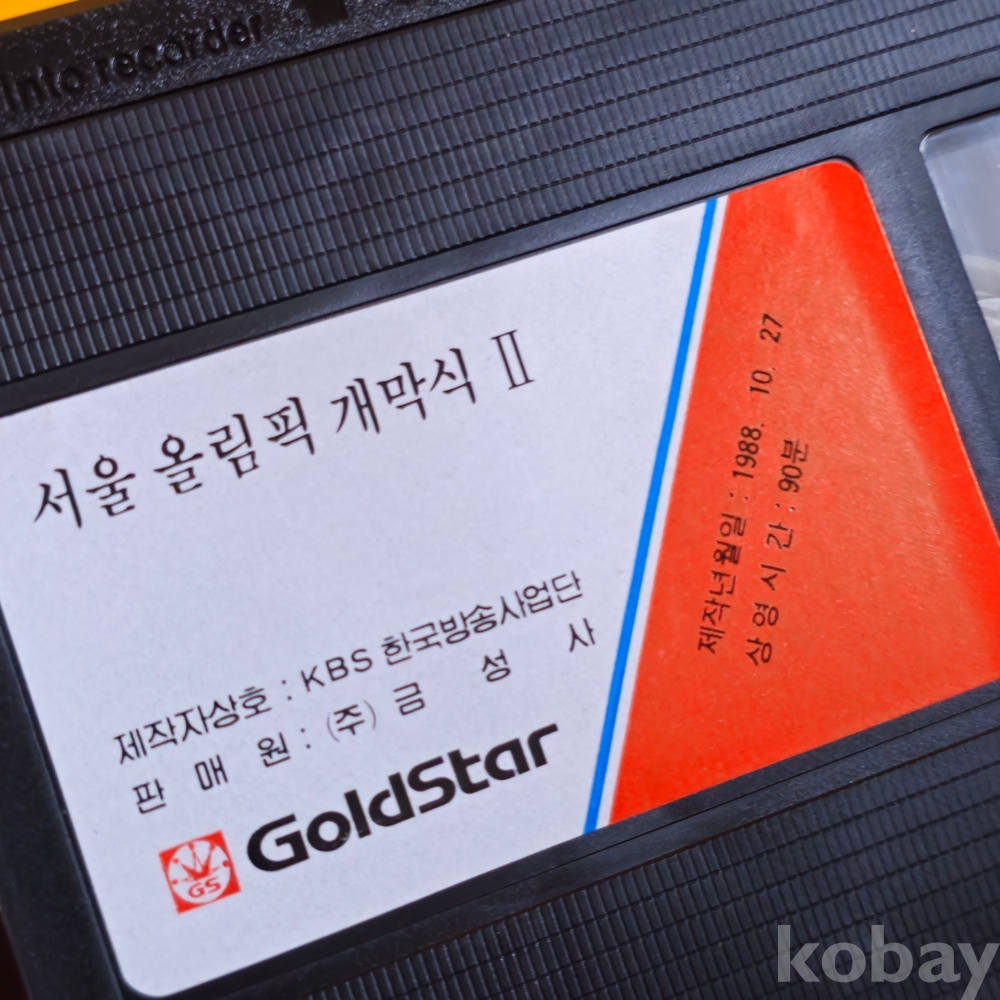 Into recorder
서울 올림픽 개막식 Ⅱ
제작자상호 : KBS 한국방송사업단
판 매 원 : (주) 금 성 사
GS GoldStar
제작년월일 : 1988. 10. 27
상 영 시 간 : 90분
kobay